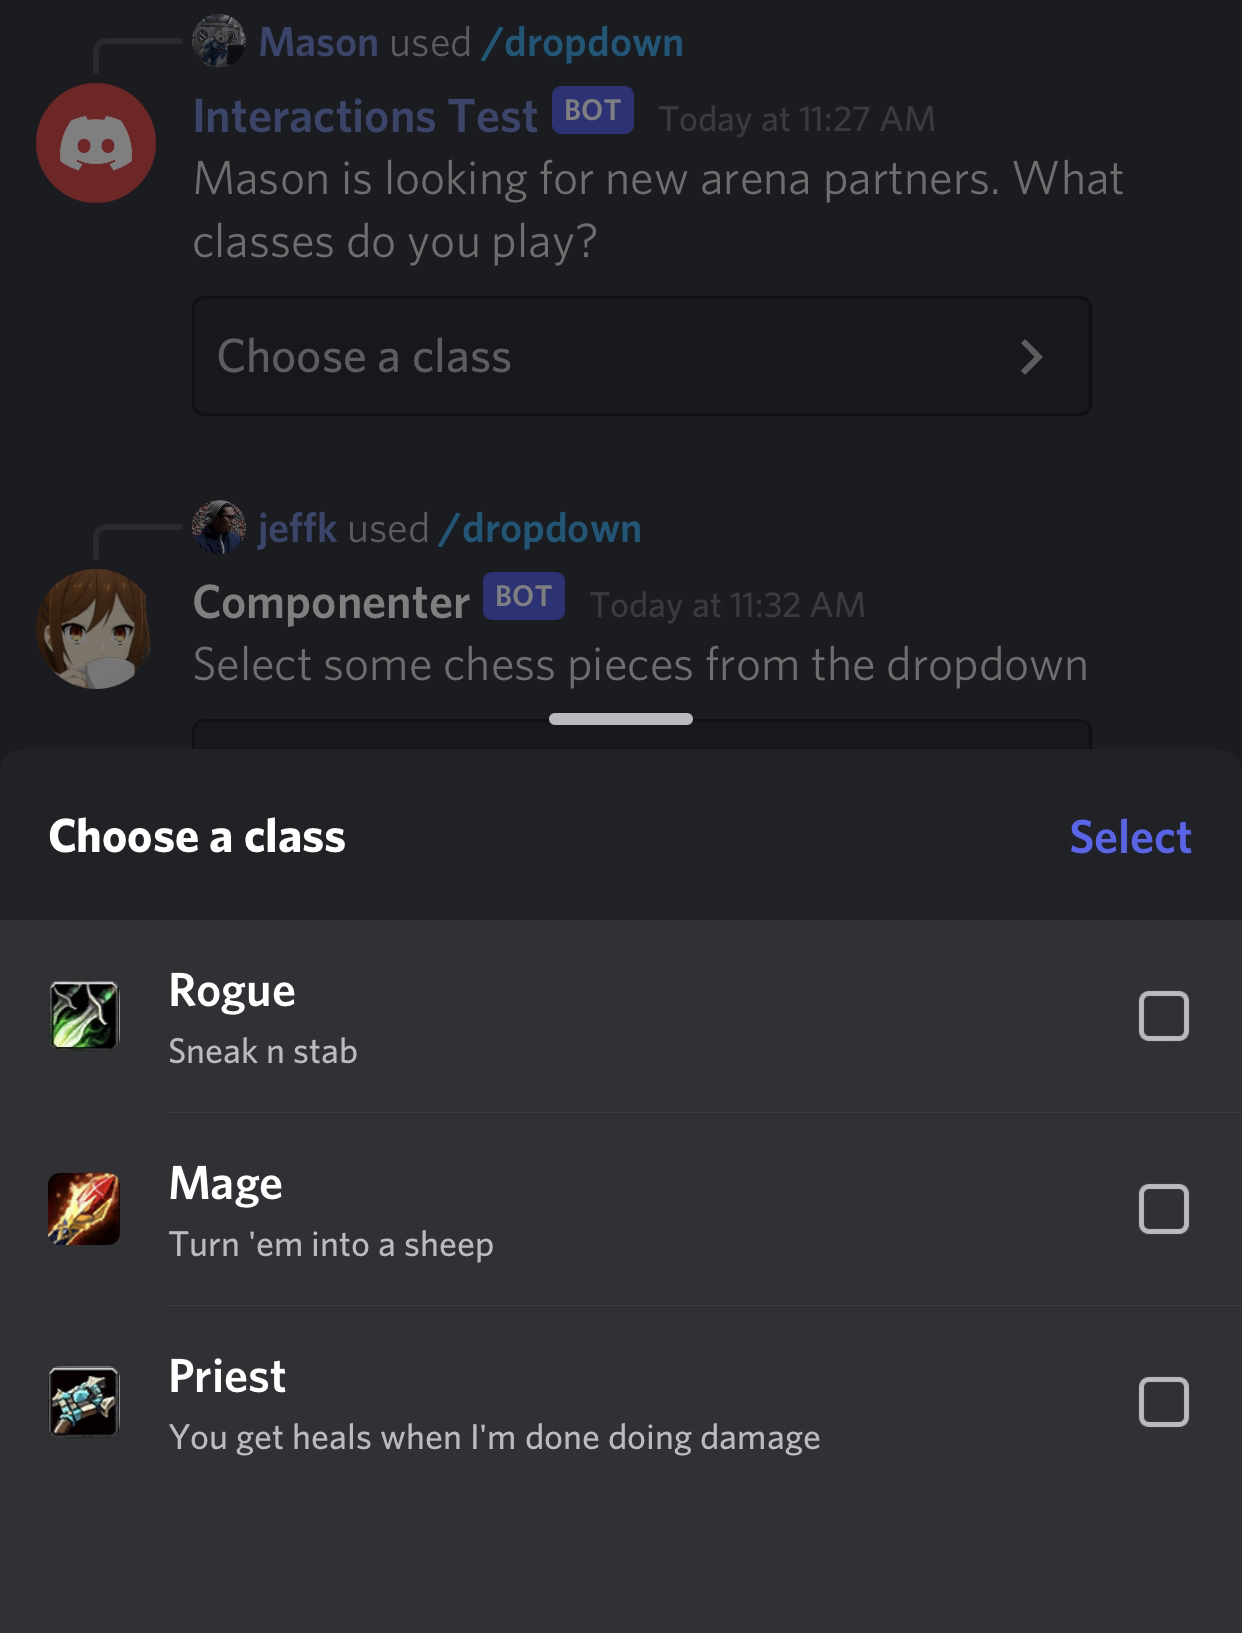 Mason used /dropdown
Interactions Test BOT Today at 11:27 AM
Mason is looking for new arena partners. What
classes do you play?
Choose a class
jeffk used /dropdown
Componenter BOT Today at 11:32 AM
Select some chess pieces from the dropdown
Choose a class Select
Rogue
Sneak n stab
Mage
Turn 'em into a sheep
Priest
You get heals when I'm done doing damage